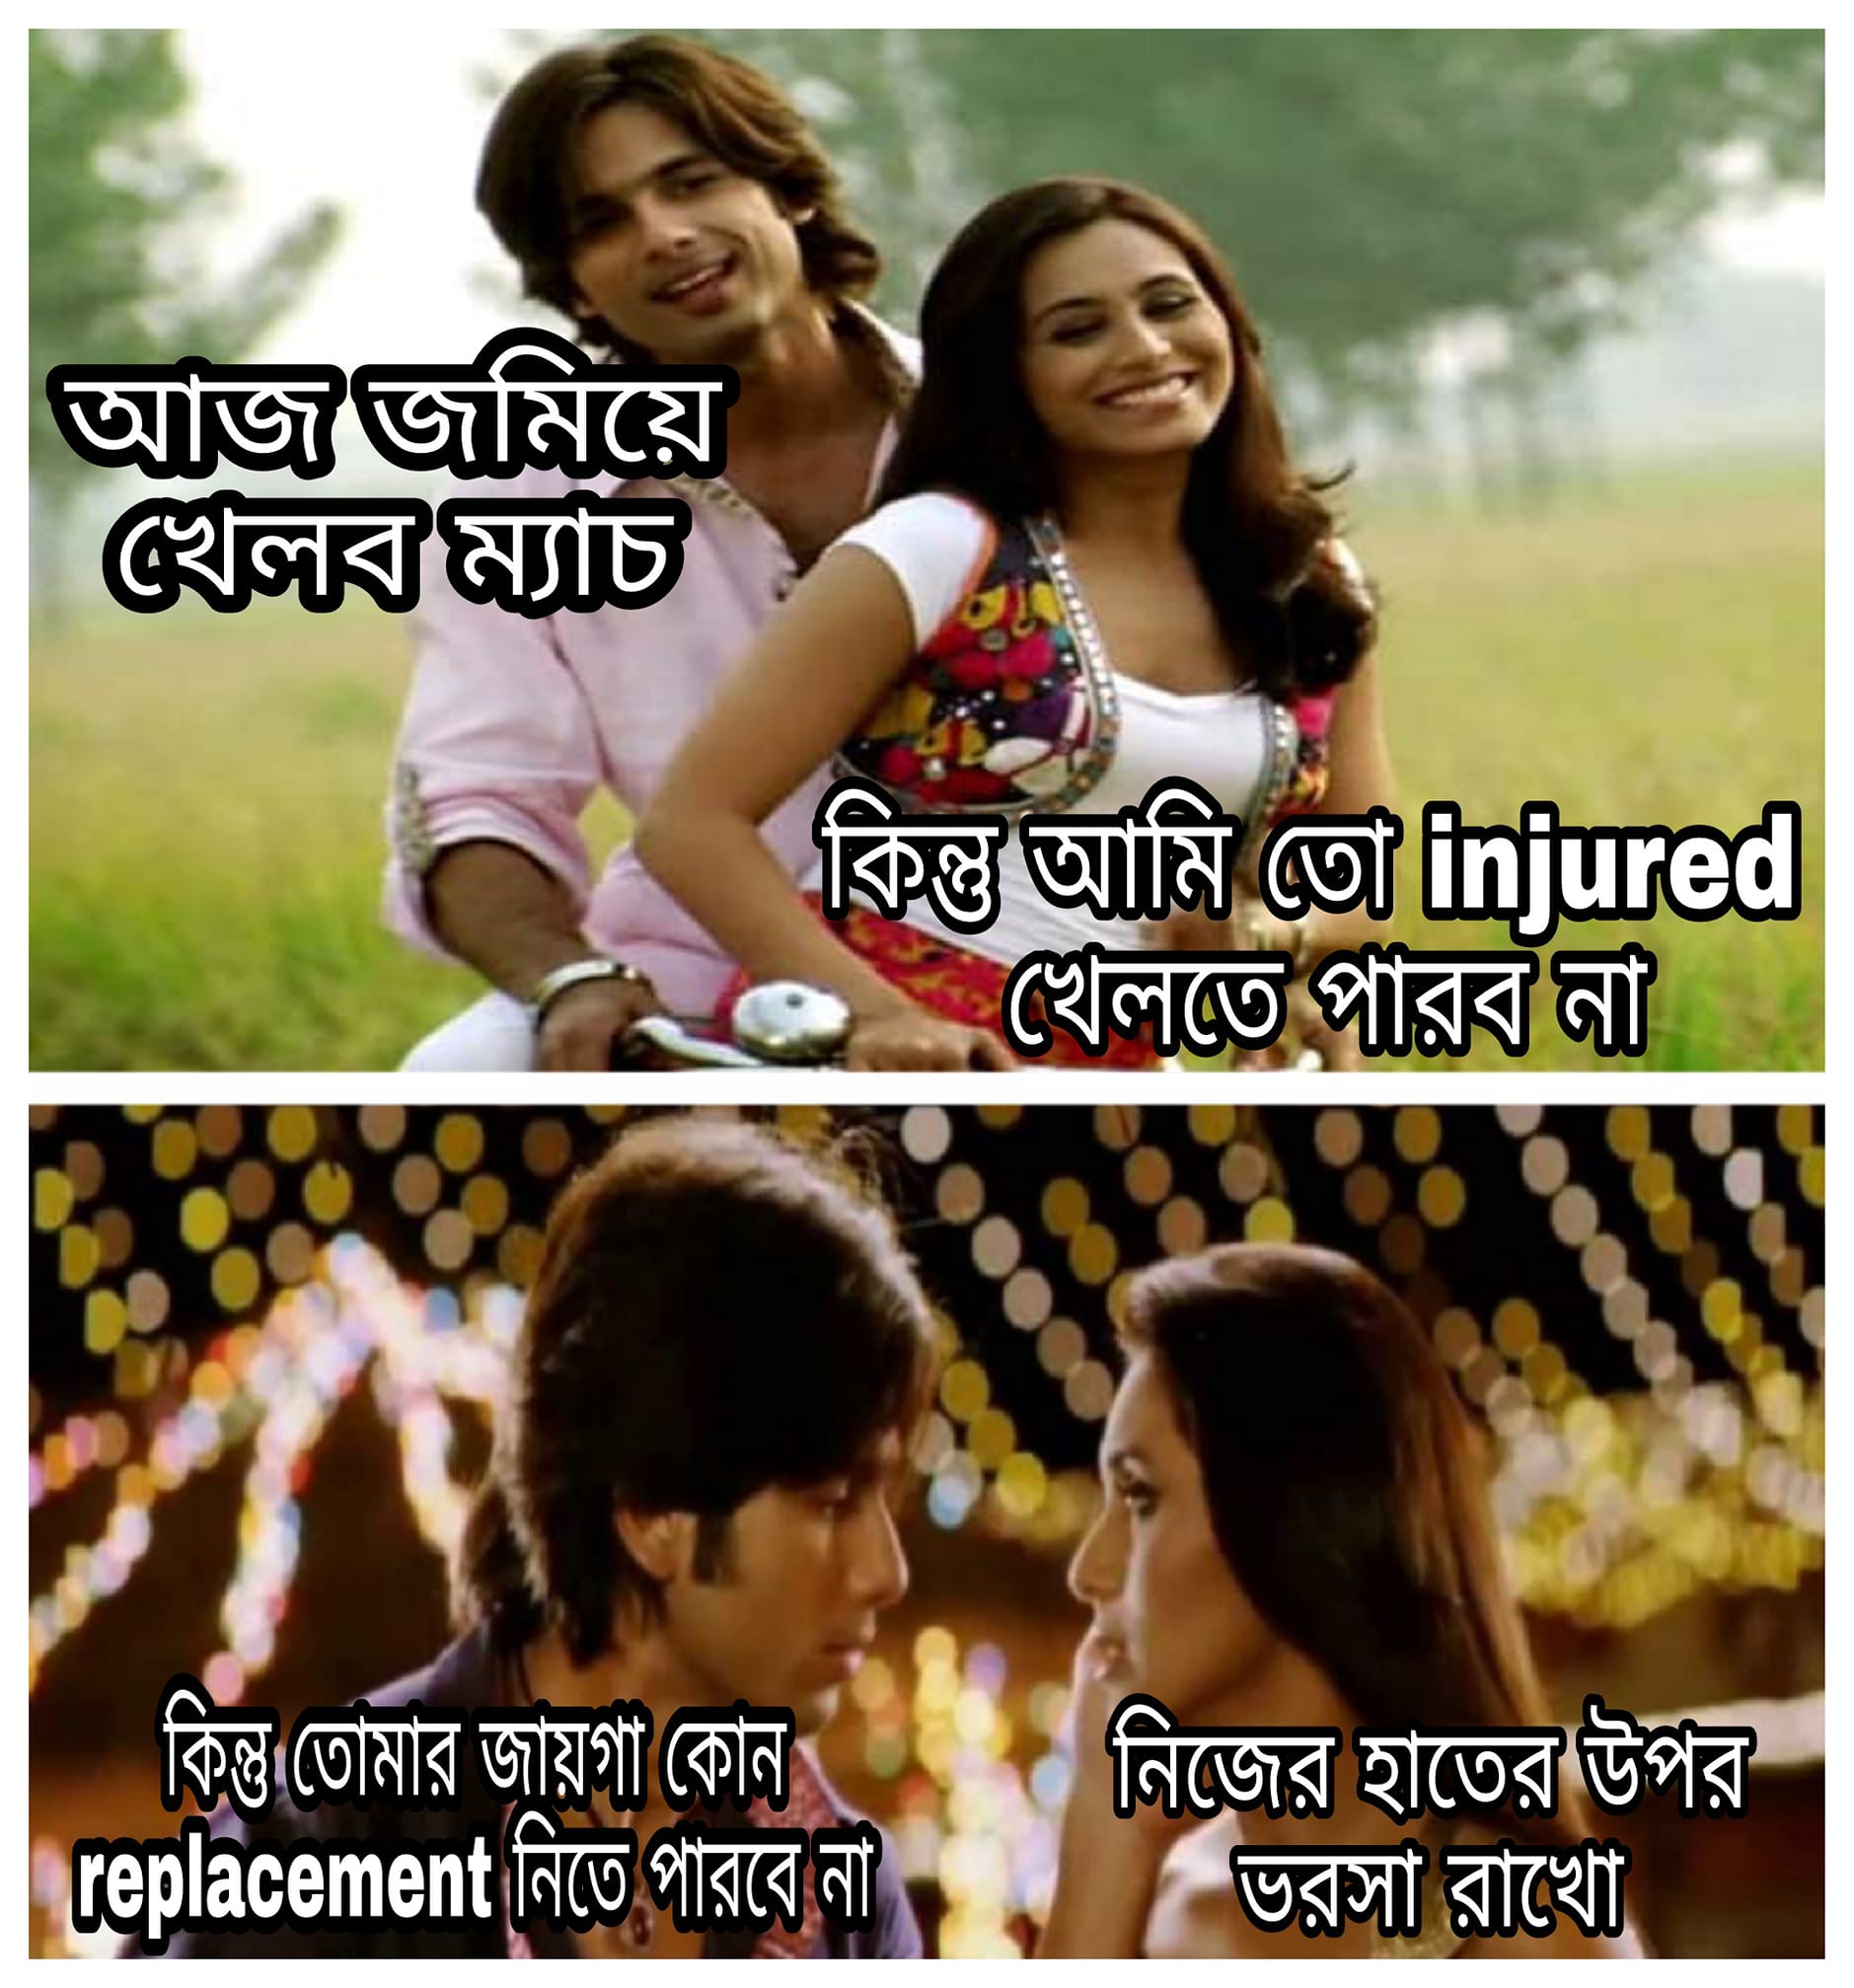 আজ জমিয়ে
খেলব ম্যাচ
কিন্তু আমি তো injured
খেলতে পারব না
কিন্তু তোমার জায়গা কোন
replacement নিতে পারবে না
নিজের হাতের উপর
ভরসা রাখো